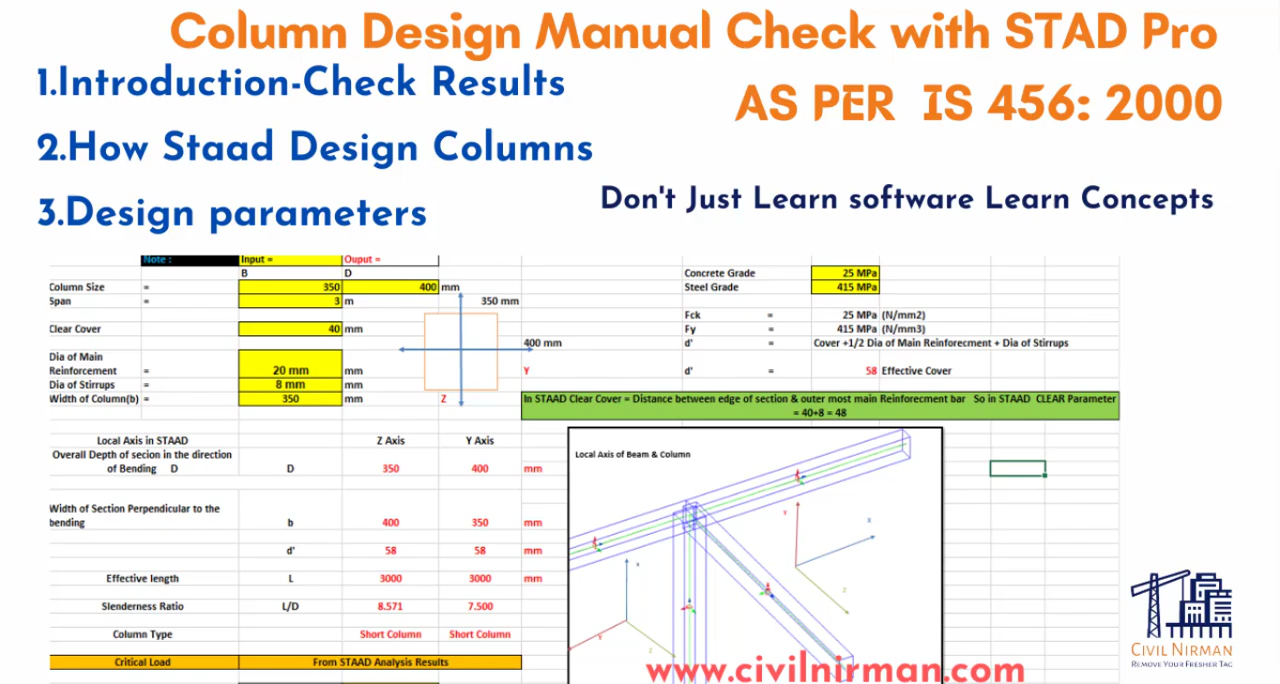 Column Design Manual Check with STAD Pro
1.Introduction-Check Results
AS PER IS 456: 2000
2.How Staad Design Columns
3.Design parameters
Don't Just Learn software Learn Concepts
Note : Input = Ouput =
B D Concrete Grade 25 MPa
Column Size = 350 400 mm Steel Grade 415 MPa
Span = 3 m 350 mm
Fck = 25 MPa (N/mm2)
Clear Cover 40 mm Fy = 415 MPa (N/mm3)
400 mm d' = Cover +1/2 Dia of Main Reinforecment + Dia of Stirrups
Dia of Main
Reinforcement = 20 mm mm Y d' = 58 Effective Cover
Dia of Stirrups = 8 mm mm
Width of Column(b) = 350 mm Z In STAAD Clear Cover = Distance between edge of section & outer most main Reinforecment bar So in STAAD CLEAR Parameter
= 40+8 = 48
Local Axis in STAAD Z Axis Y Axis
Overall Depth of secion in the direction
of Bending D D 350 400 mm
Local Axis of Beam & Column
Width of Section Perpendicular to the
bending b 400 350 mm
Y X
d' 58 58 mm
X
Effective length L 3000 3000 mm
Z
Slenderness Ratio L/D 8.571 7.500
Y
Column Type Short Column Short Column
Z
Critical Load From STAAD Analysis Results
www.civilnirman.com
CIVIL NIRMAN
REMOVE YOUR FRESHER TAG